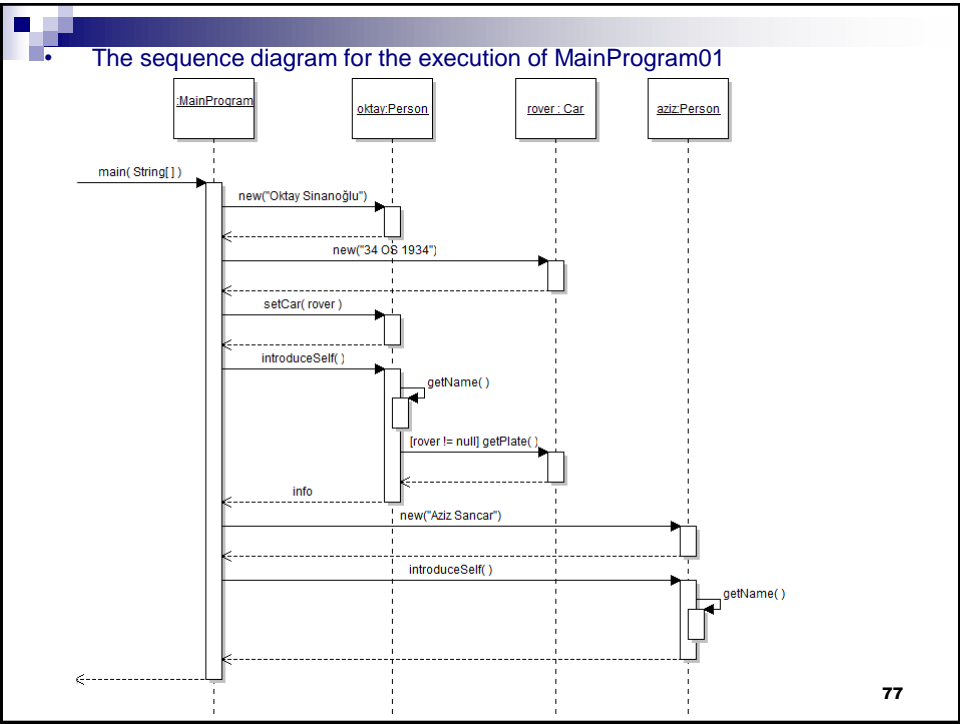 • The sequence diagram for the execution of MainProgram01
:MainProgram
oktay:Person
rover : Car
aziz:Person
main( String[ ] )
new("Oktay Sinanoğlu")
new("34 OS 1934")
setCar( rover )
introduceSelf( )
getName( )
[rover != null] getPlate( )
info
new("Aziz Sancar")
introduceSelf( )
getName( )
77